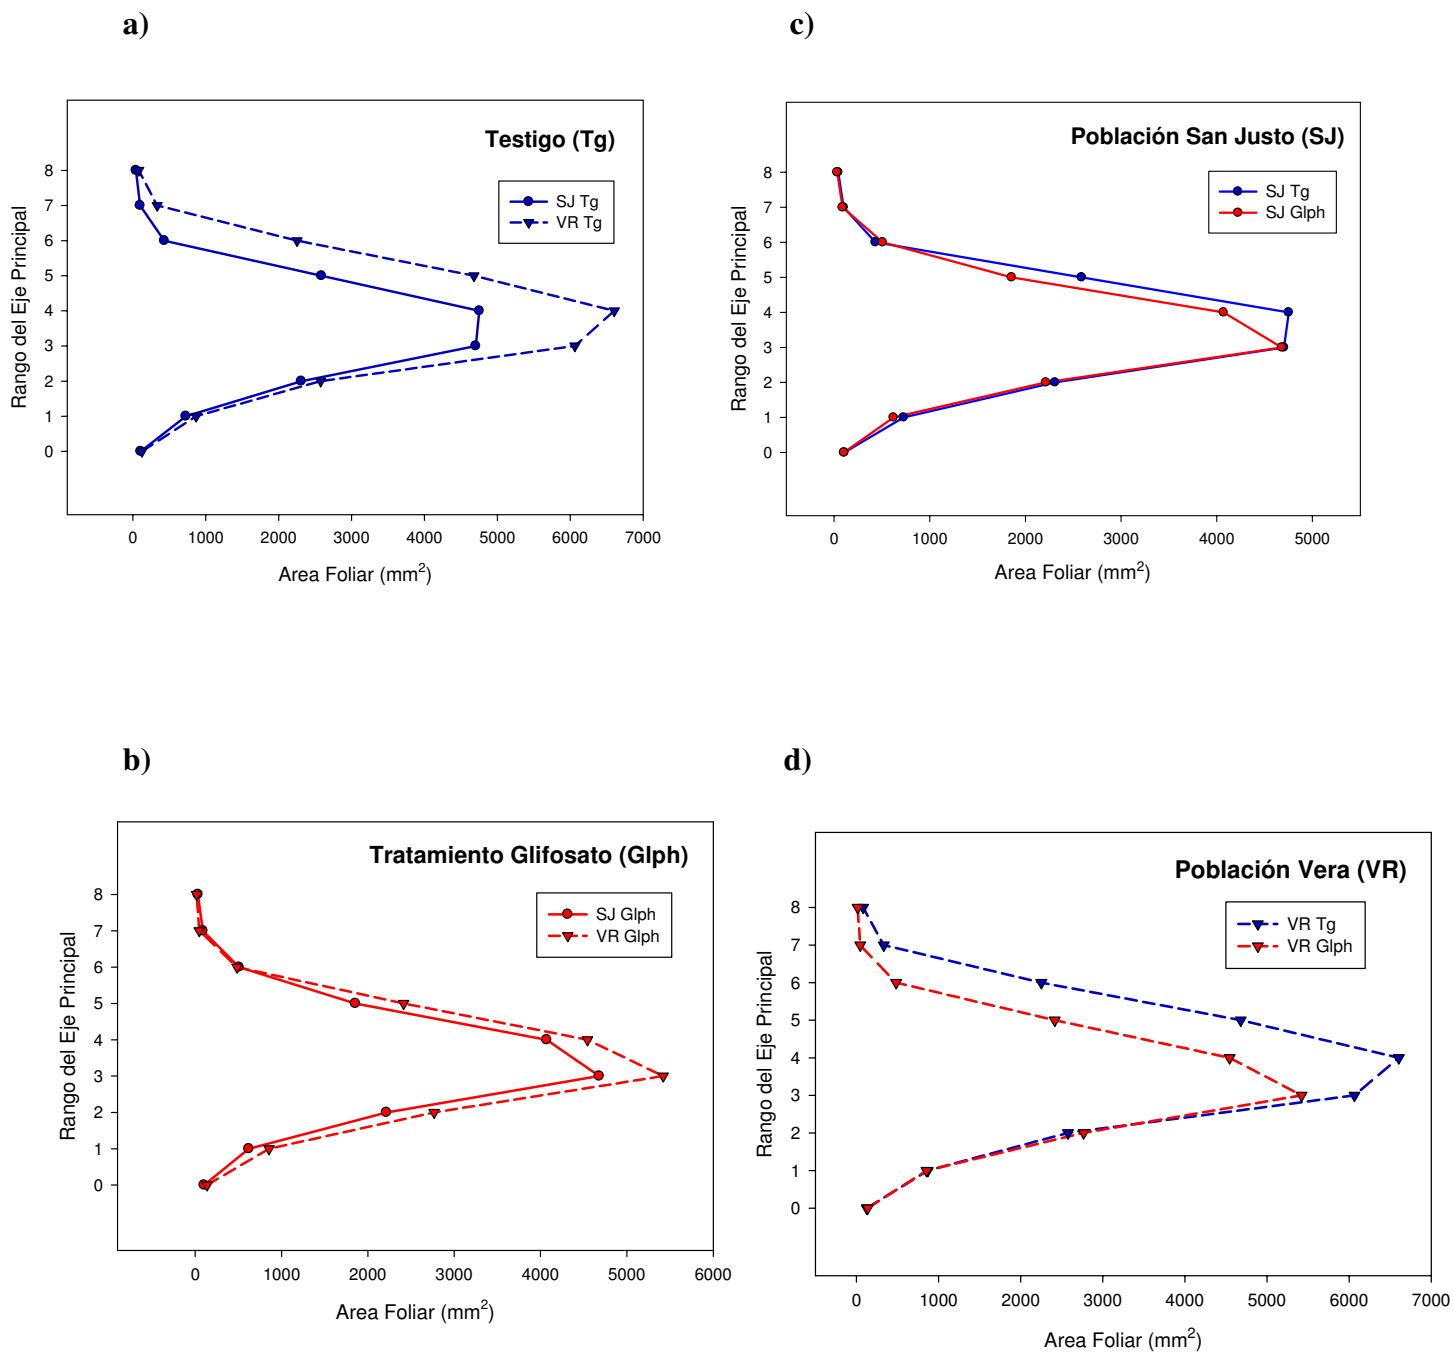 a)
Testigo (Tg)
SJ Tg
VR Tg
Rango del Eje Principal
8
7
6
5
4
3
2
1
0
0 1000 2000 3000 4000 5000 6000 7000
Area Foliar (mm²)
c)
Población San Justo (SJ)
SJ Tg
SJ Glph
Rango del Eje Principal
8
7
6
5
4
3
2
1
0
0 1000 2000 3000 4000 5000
Area Foliar (mm²)
b)
Tratamiento Glifosato (Glph)
SJ Glph
VR Glph
Rango del Eje Principal
8
7
6
5
4
3
2
1
0
0 1000 2000 3000 4000 5000 6000
Area Foliar (mm²)
d)
Población Vera (VR)
VR Tg
VR Glph
Rango del Eje Principal
8
7
6
5
4
3
2
1
0
0 1000 2000 3000 4000 5000 6000 7000
Area Foliar (mm²)